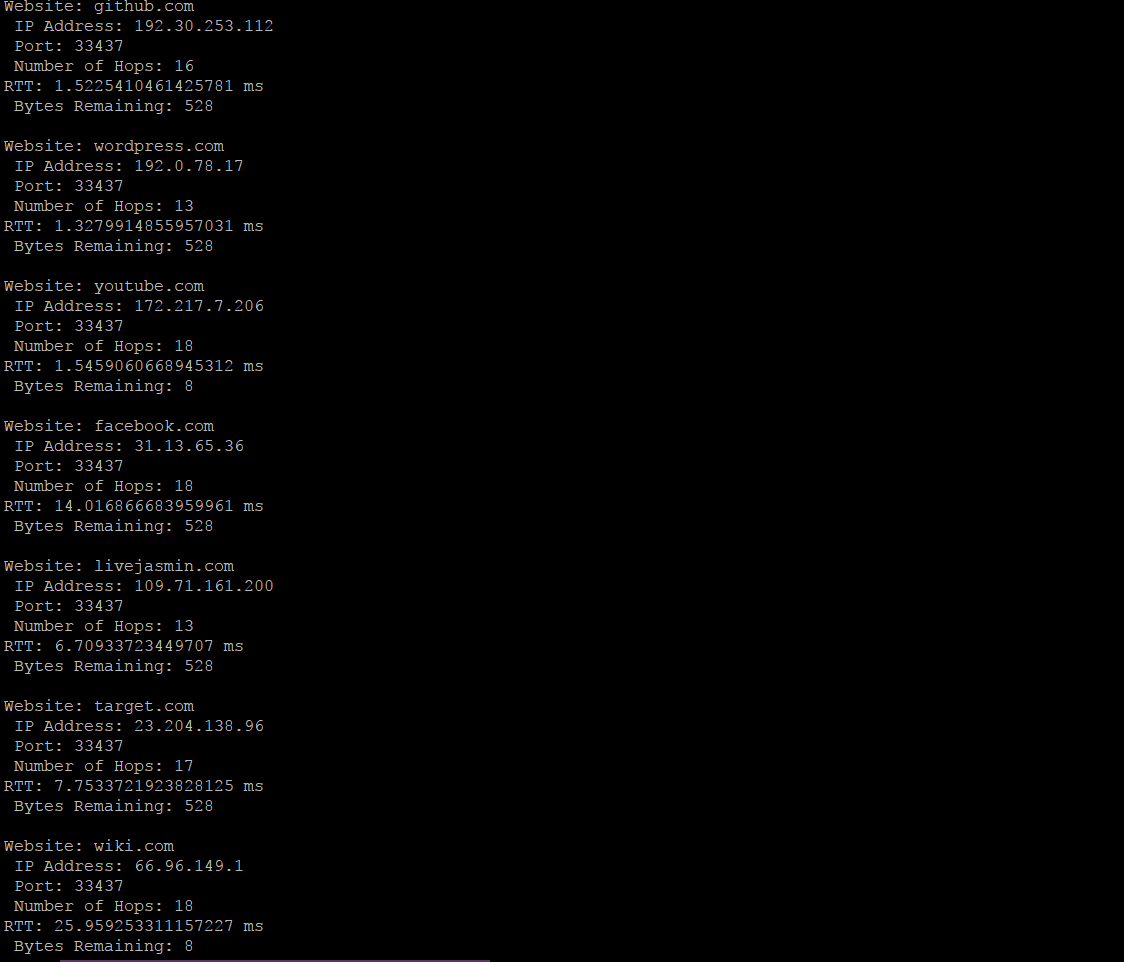 Website: github.com
IP Address: 192.30.253.112
Port: 33437
Number of Hops: 16
RTT: 1.5225410461425781 ms
Bytes Remaining: 528
Website: wordpress.com
IP Address: 192.0.78.17
Port: 33437
Number of Hops: 13
RTT: 1.3279914855957031 ms
Bytes Remaining: 528
Website: youtube.com
IP Address: 172.217.7.206
Port: 33437
Number of Hops: 18
RTT: 1.5459060668945312 ms
Bytes Remaining: 8
Website: facebook.com
IP Address: 31.13.65.36
Port: 33437
Number of Hops: 18
RTT: 14.016866683959961 ms
Bytes Remaining: 528
Website: livejasmin.com
IP Address: 109.71.161.200
Port: 33437
Number of Hops: 13
RTT: 6.70933723449707 ms
Bytes Remaining: 528
Website: target.com
IP Address: 23.204.138.96
Port: 33437
Number of Hops: 17
RTT: 7.7533721923828125 ms
Bytes Remaining: 528
Website: wiki.com
IP Address: 66.96.149.1
Port: 33437
Number of Hops: 18
RTT: 25.959253311157227 ms
Bytes Remaining: 8